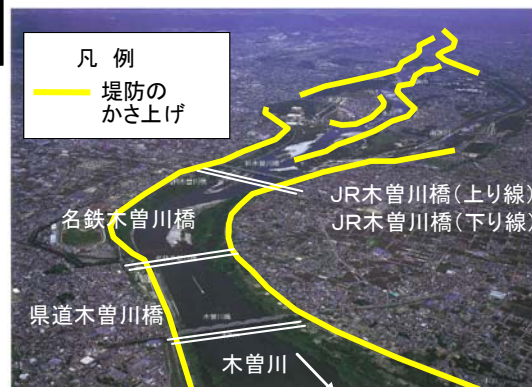 凡 例
堤防の
かさ上げ
JR木曽川橋(上り線)
JR木曽川橋(下り線)
名鉄木曽川橋
県道木曽川橋
木曽川